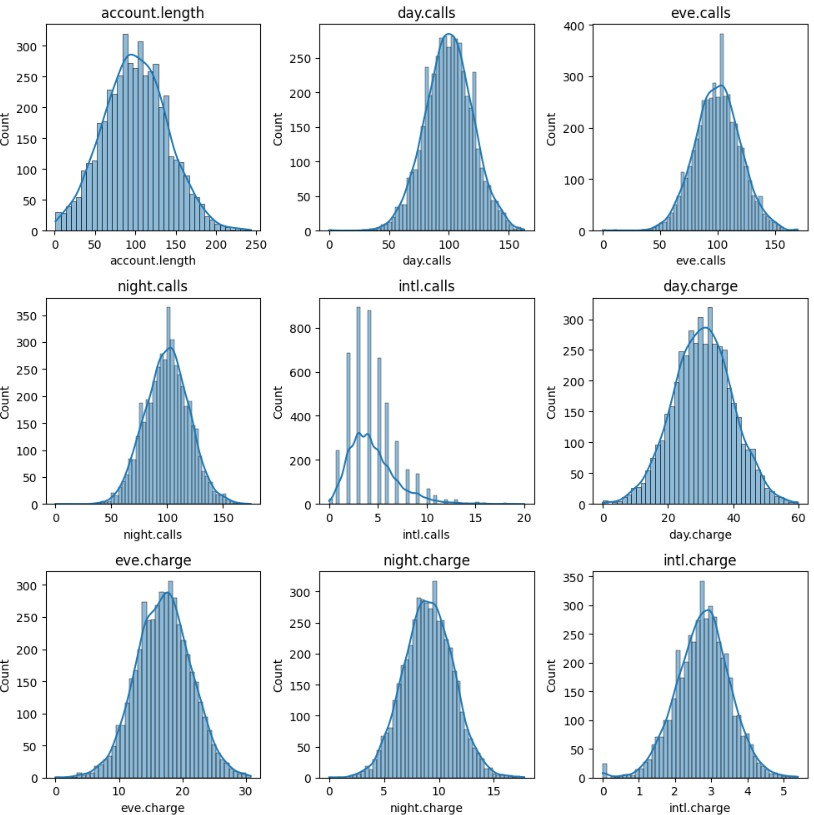 account.length day.calls eve.calls
Count Count Count
300 250 200 150 100 50 0
250 200 150 100 50 0
400 300 200 100 0
0 50 100 150 200 250
0 50 100 150
0 50 100 150
account.length day.calls eve.calls
night.calls intl.calls day.charge
Count Count Count
350 300 250 200 150 100 50 0
800 600 400 200 0
300 250 200 150 100 50 0
0 50 100 150
0 5 10 15 20
0 20 40 60
night.calls intl.calls day.charge
eve.charge night.charge intl.charge
Count Count Count
300 250 200 150 100 50 0
300 250 200 150 100 50 0
350 300 250 200 150 100 50 0
0 10 20 30
0 5 10 15
0 1 2 3 4 5
eve.charge night.charge intl.charge